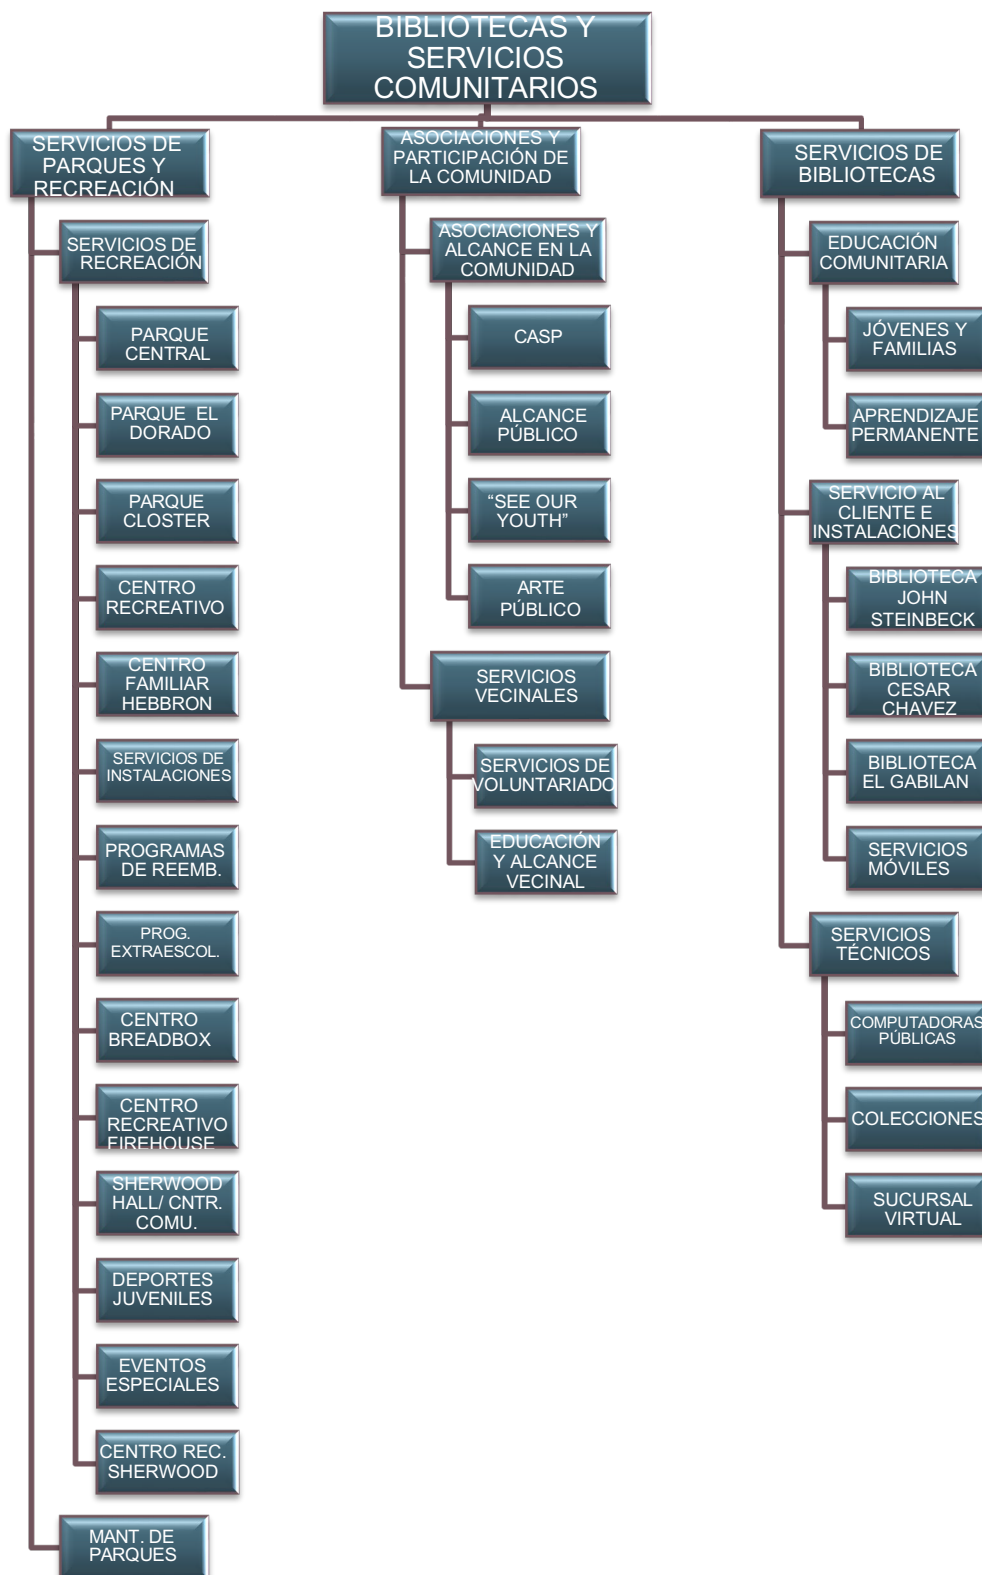 BIBLIOTECAS Y
SERVICIOS
COMUNITARIOS
SERVICIOS DE
PARQUES Y
RECREACIÓN
SERVICIOS DE
RECREACIÓN
PARQUE
CENTRAL
PARQUE EL
DORADO
PARQUE
CLOSTER
CENTRO
RECREATIVO
CENTRO
FAMILIAR
HEBBRON
SERVICIOS DE
INSTALACIONES
PROGRAMAS
DE REEMB.
PROG.
EXTRAESCOL.
CENTRO
BREADBOX
CENTRO
RECREATIVO
FIREHOUSE
SHERWOOD
HALL/ CNTR.
COMU.
DEPORTES
JUVENILES
EVENTOS
ESPECIALES
CENTRO REC.
SHERWOOD
MANT. DE
PARQUES
ASOCIACIONES Y
PARTICIPACIÓN DE
LA COMUNIDAD
ASOCIACIONES Y
ALCANCE EN LA
COMUNIDAD
CASP
ALCANCE
PÚBLICO
“SEE OUR
YOUTH”
ARTE
PÚBLICO
SERVICIOS
VECINALES
SERVICIOS DE
VOLUNTARIADO
EDUCACIÓN
Y ALCANCE
VECINAL
SERVICIOS DE
BIBLIOTECAS
EDUCACIÓN
COMUNITARIA
JÓVENES Y
FAMILIAS
APRENDIZAJE
PERMANENTE
SERVICIO AL
CLIENTE E
INSTALACIONES
BIBLIOTECA
JOHN
STEINBECK
BIBLIOTECA
CESAR
CHAVEZ
BIBLIOTECA
EL GABILAN
SERVICIOS
MÓVILES
SERVICIOS
TÉCNICOS
COMPUTADORAS
PÚBLICAS
COLECCIONES
SUCURSAL
VIRTUAL